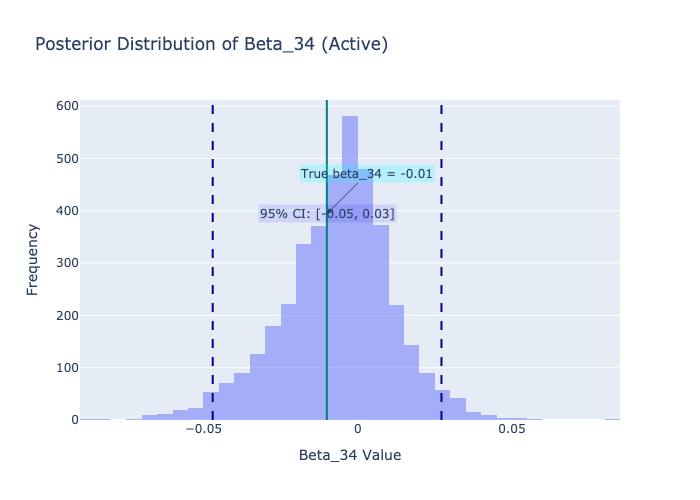 Posterior Distribution of Beta_34 (Active)
600
500
400
300
200
100
0
Frequency
True beta_34 = -0.01
95% CI: [-0.05, 0.03]
−0.05
0
0.05
Beta_34 Value